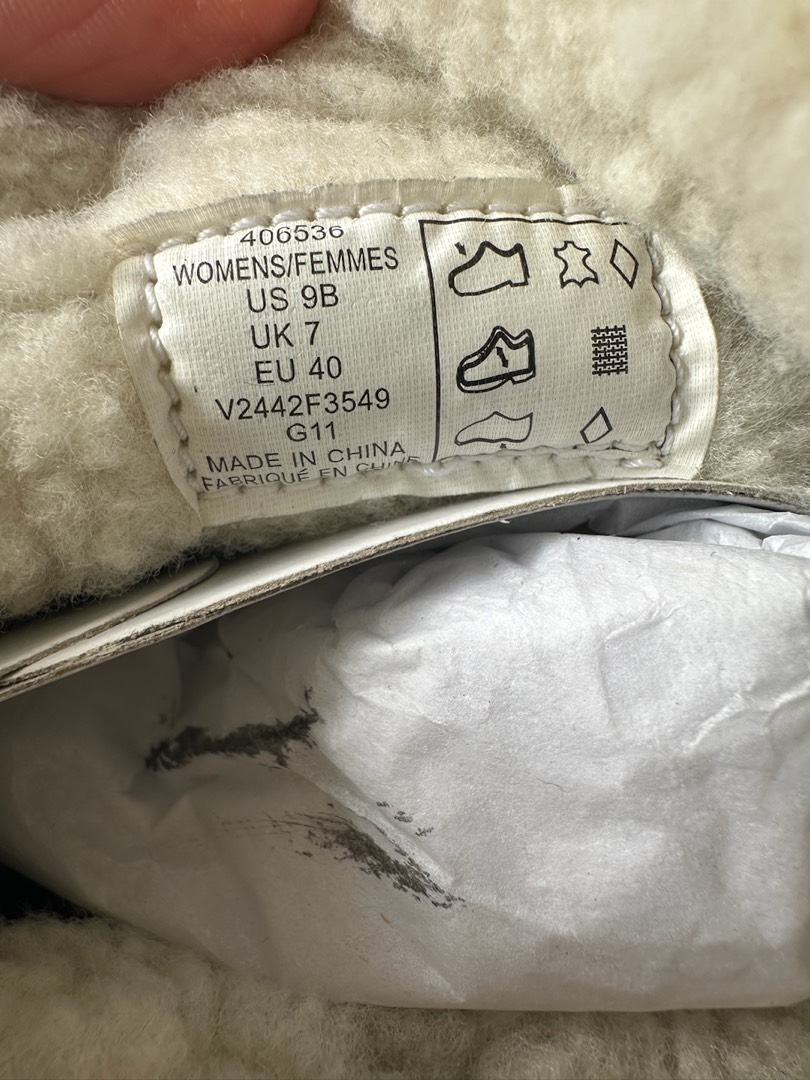 406536
WOMENS/FEMMES
US 9B
UK 7
EU 40
V2442F3549
G11
MADE IN CHINA
FABRIQUÉ EN CHINE